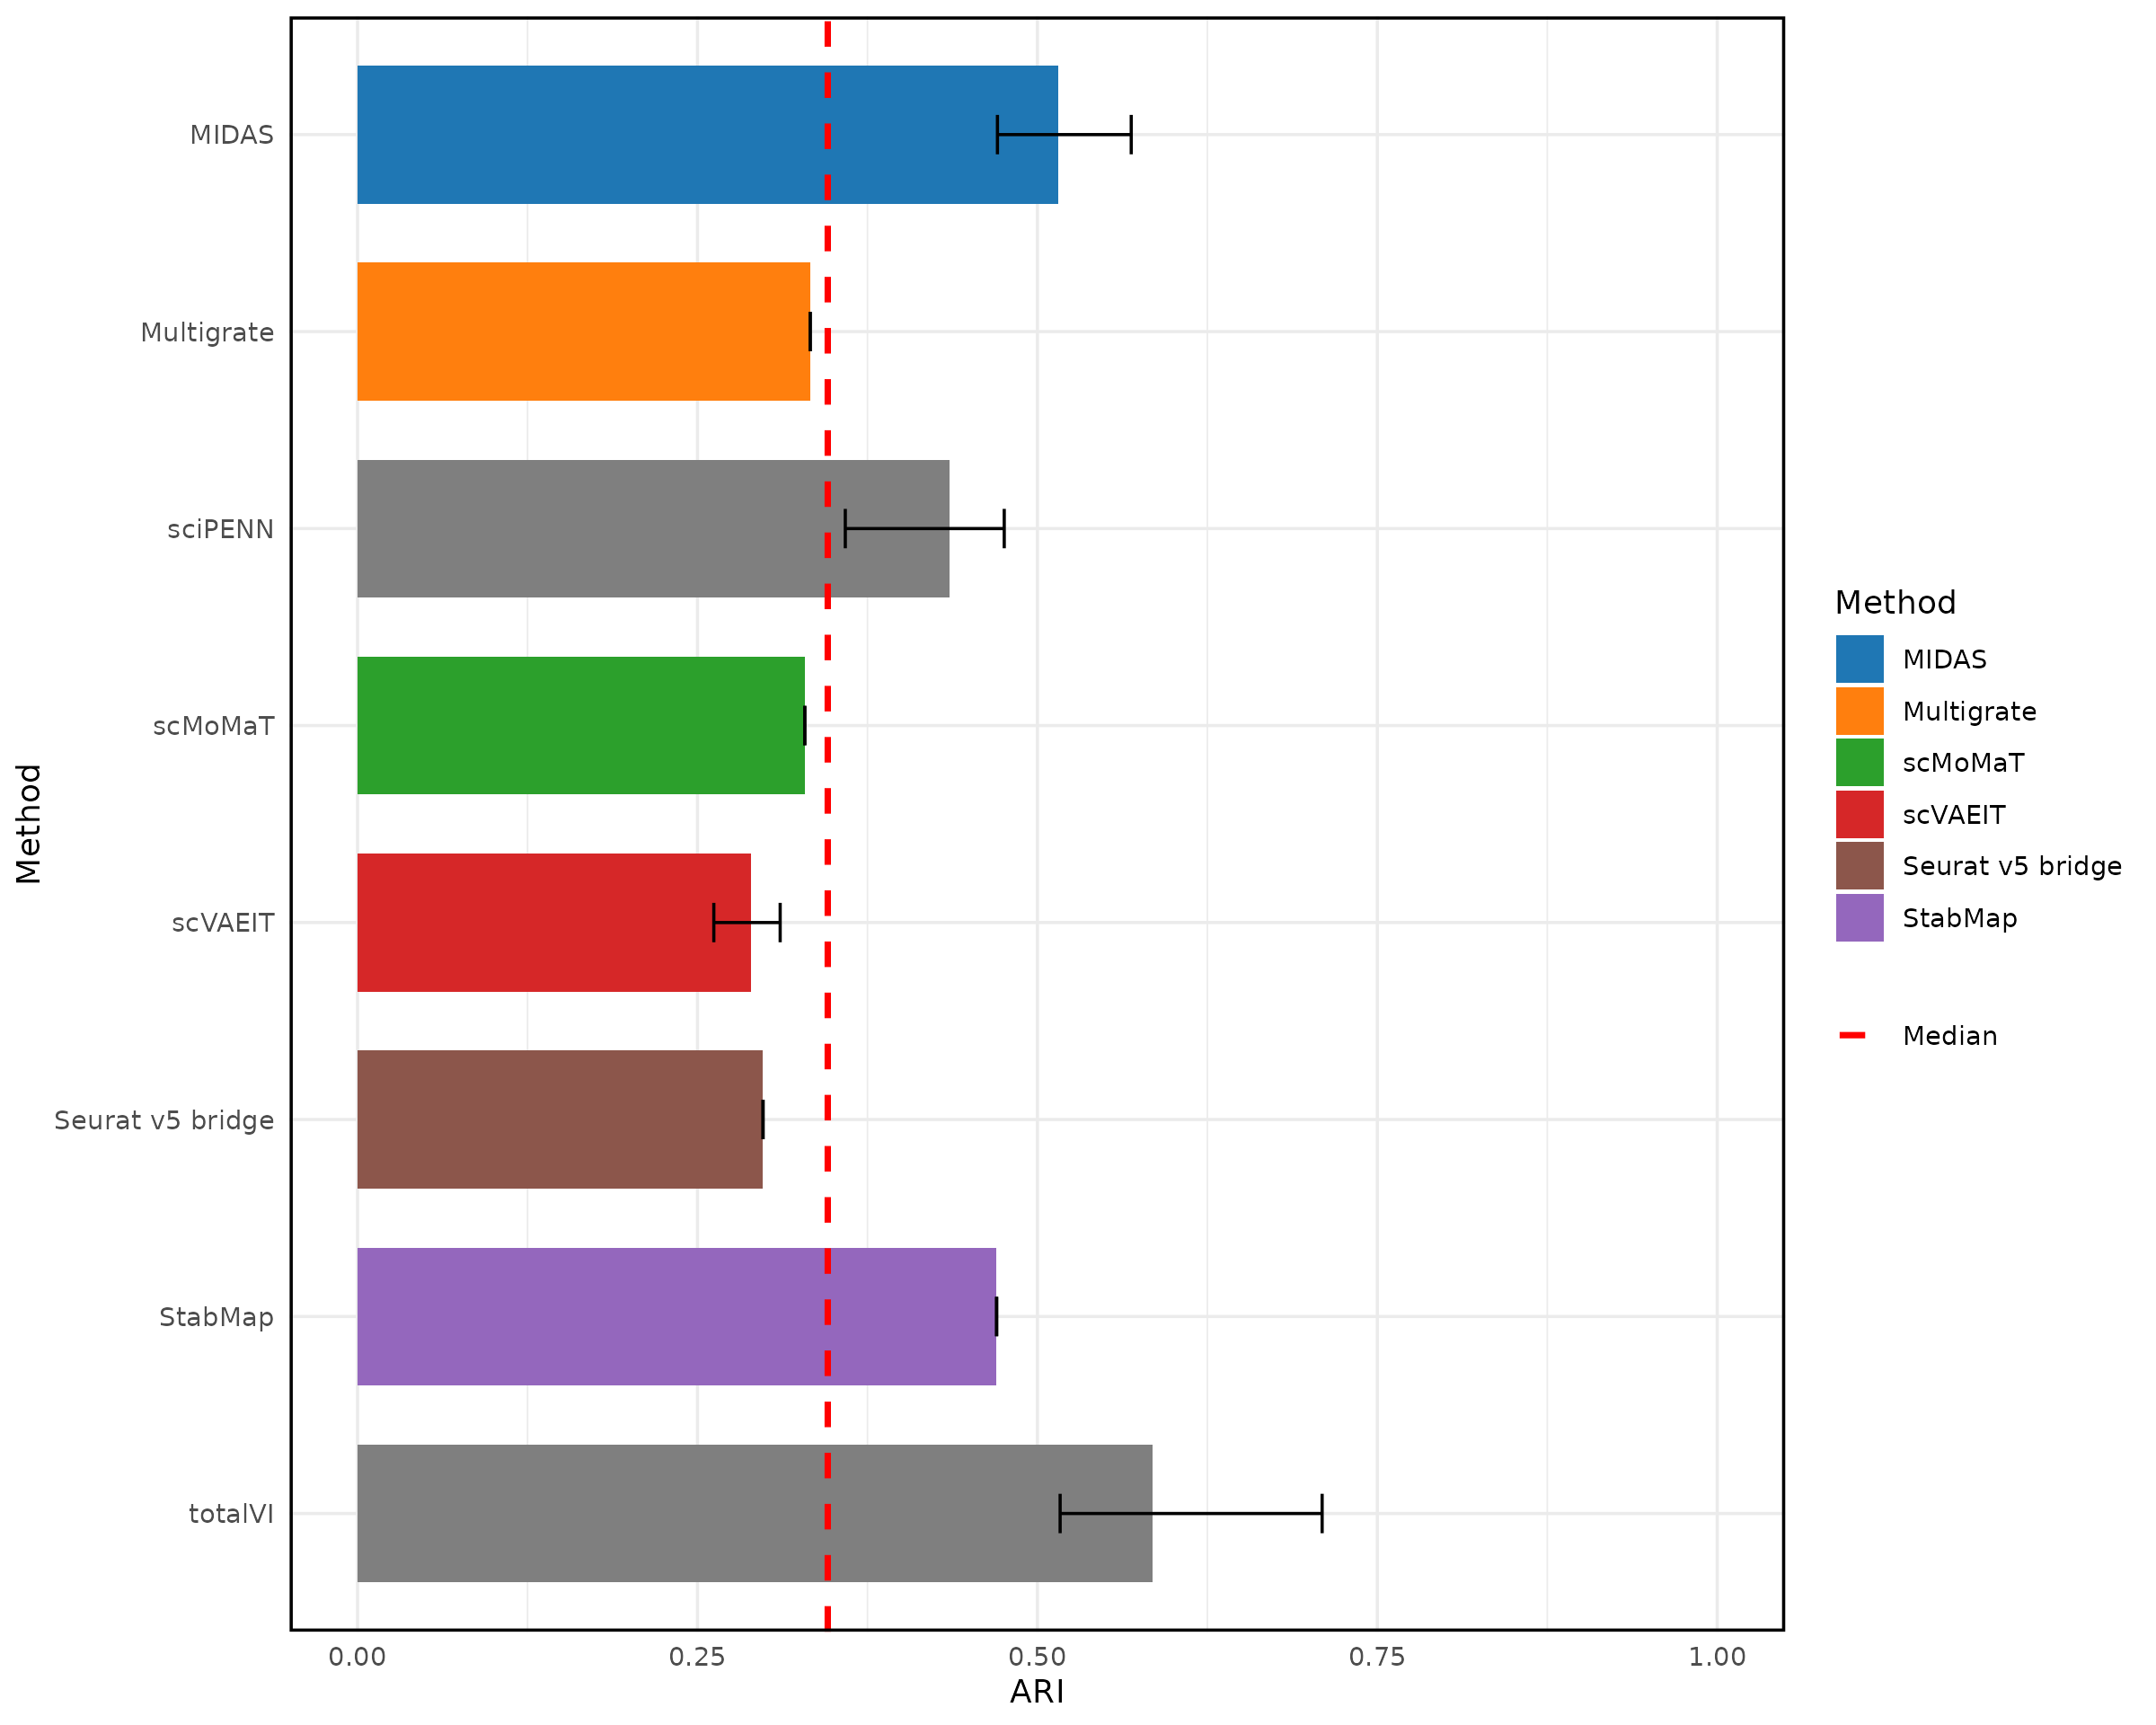 Method
MIDAS
Multigrate
sciPENN
scMoMaT
scVAEIT
Seurat v5 bridge
StabMap
totalVI
0.00 0.25 0.50 0.75 1.00
ARI
Method
MIDAS
Multigrate
scMoMaT
scVAEIT
Seurat v5 bridge
StabMap
Median